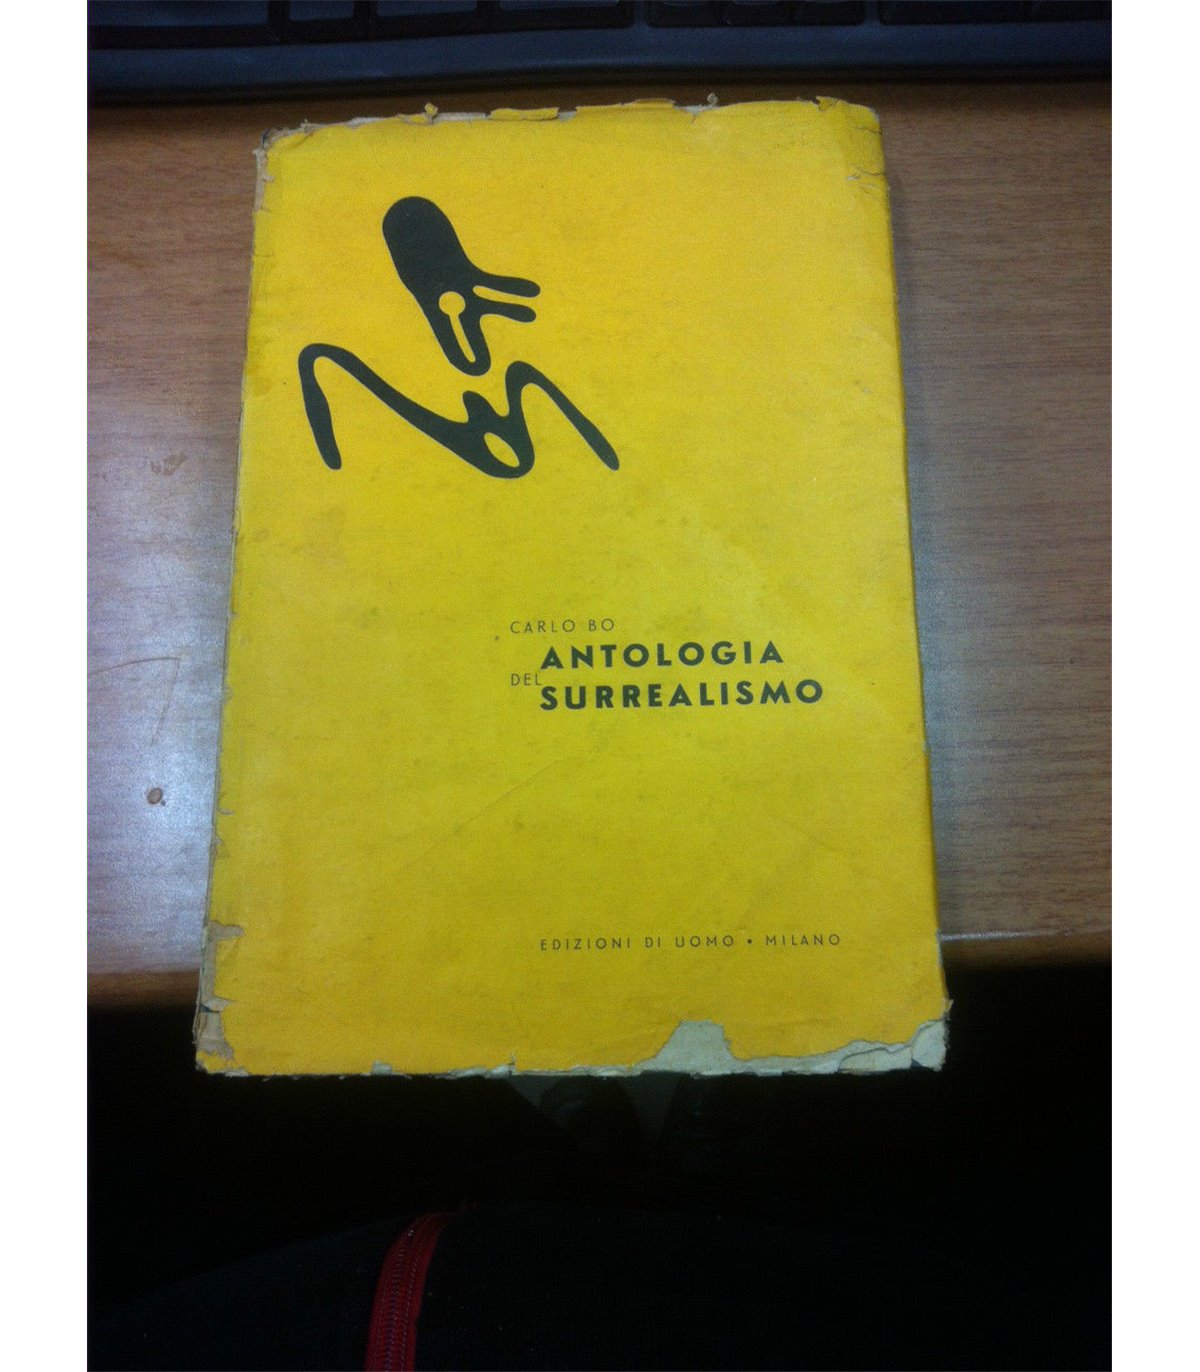 CARLO BO
ANTOLOGIA
DEL
SURREALISMO
EDIZIONI DI UOMO • MILANO